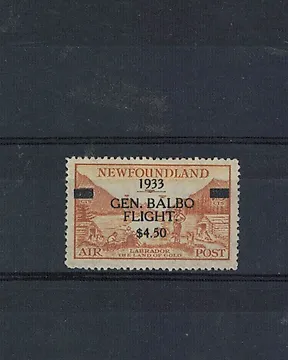 NEWFOUNDLAND
1933
GEN. BALBO
FLIGHT.
$4.50
AIR POST
LABRADOR
THE LAND OF GOLD